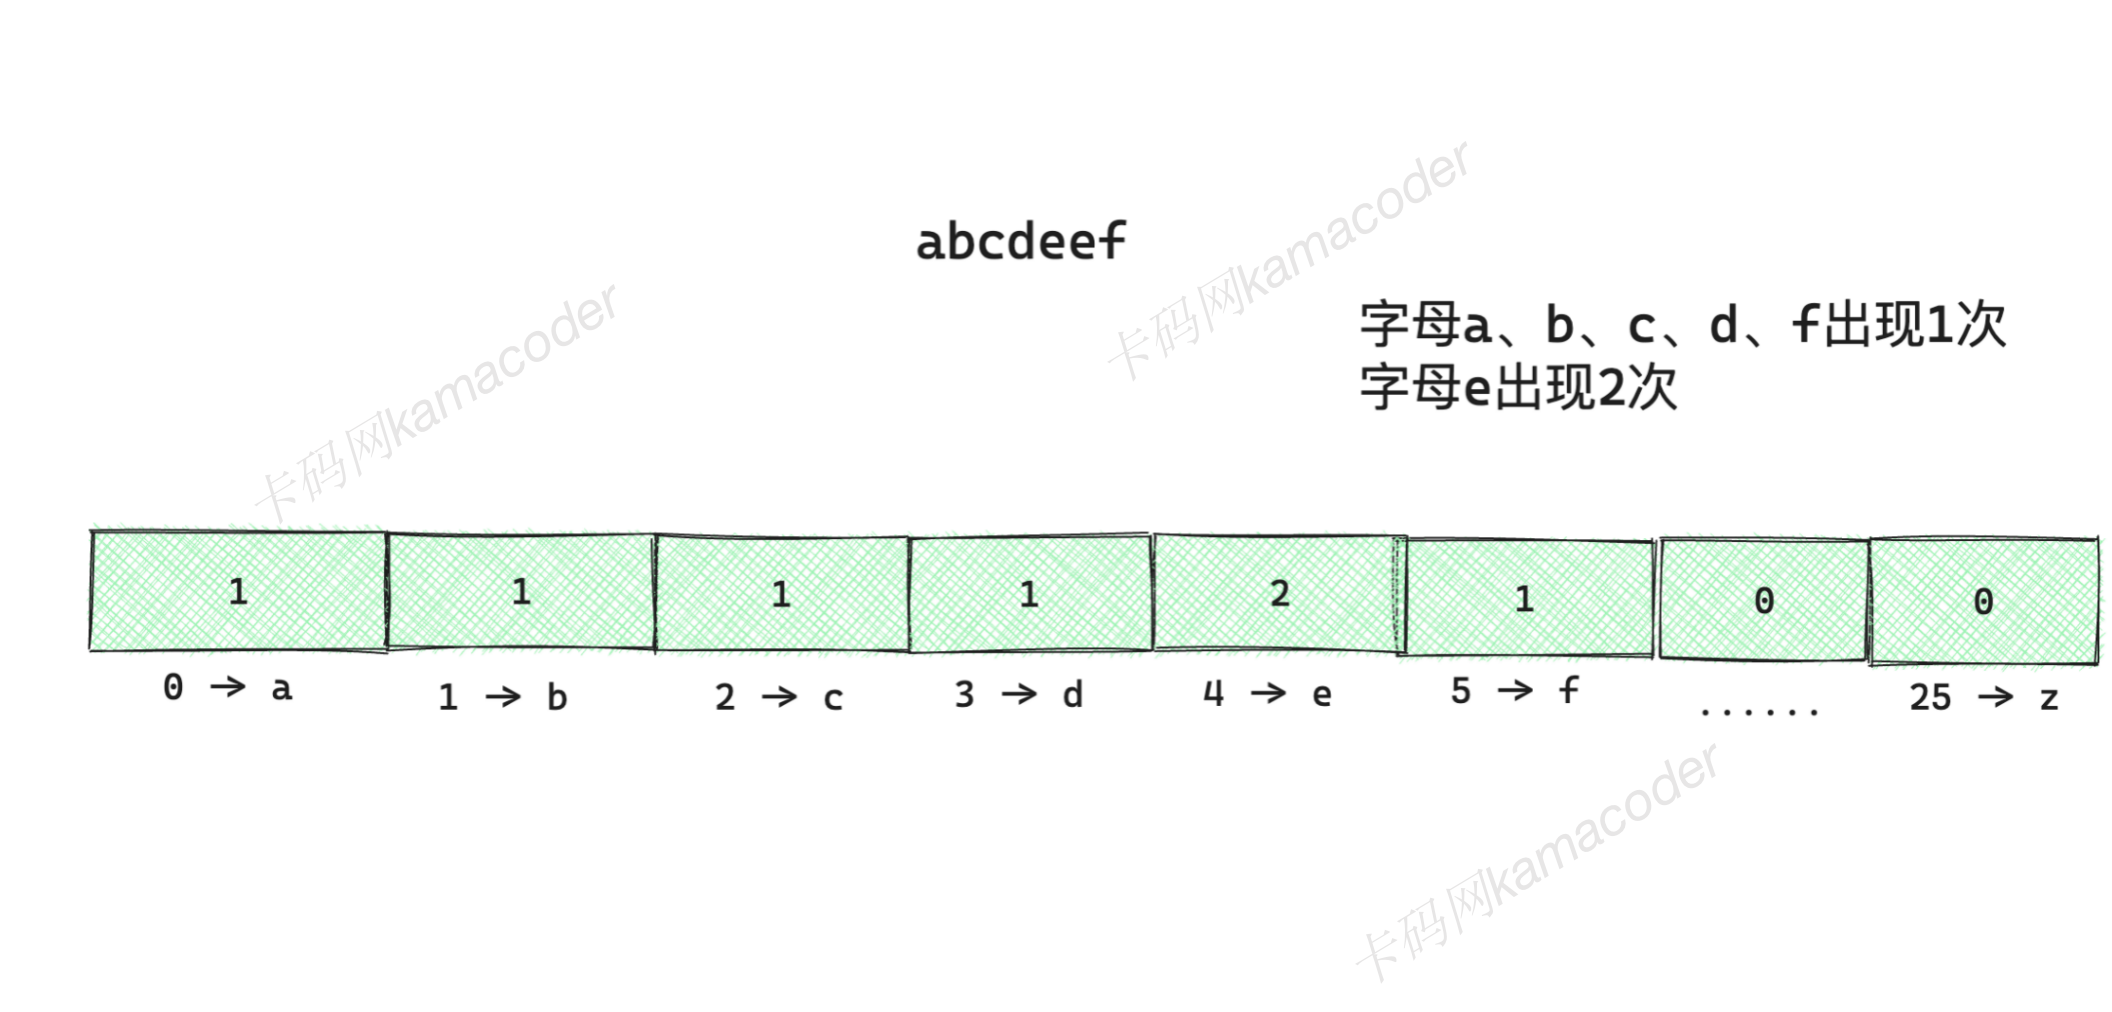 abcdeef
字母a、b、c、d、f出现1次
字母e出现2次
1 1 1 1 2 1 0 0
0 → a 1 → b 2 → c 3 → d 4 → e 5 → f ...... 25 → z
卡码网kamacoder
卡码网kamacoder
卡码网kamacoder